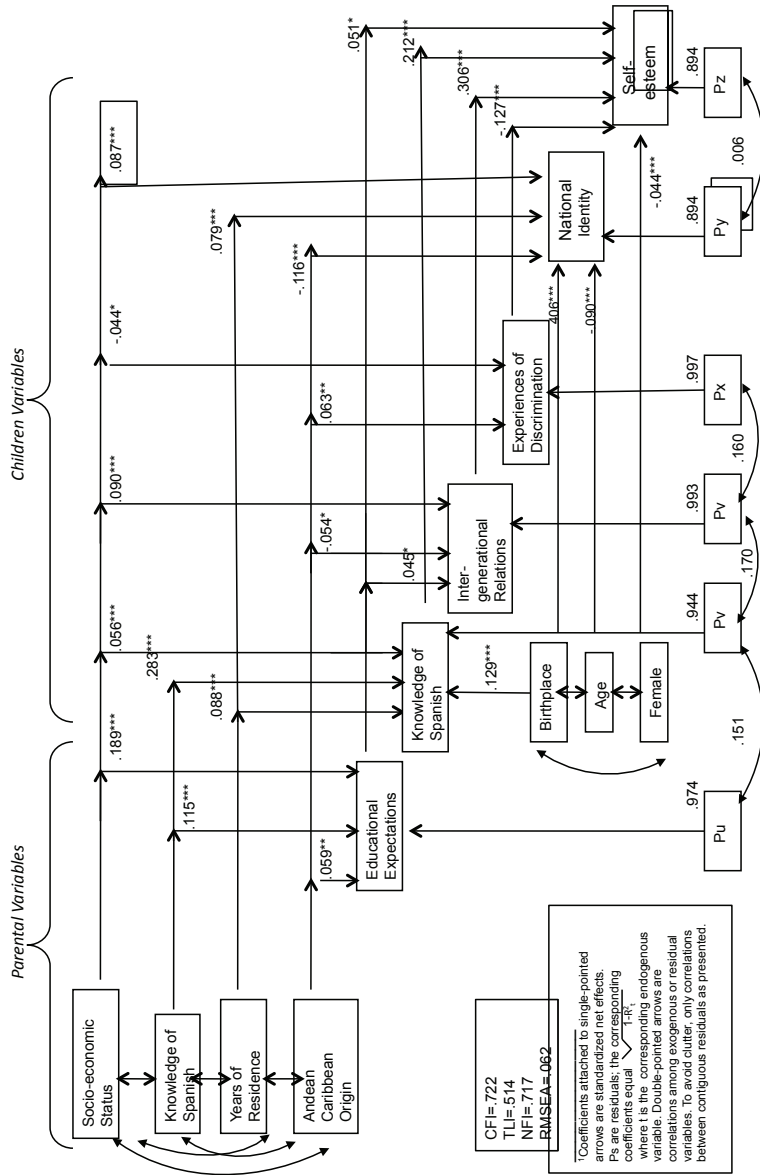 Parental Variables
Children Variables
Socio-economic
Status
.189***
.056***
.090***
-.044*
.087***
Knowledge of
Spanish
.115***
.283***
Years of
Residence
.088***
.079***
Andean
Caribbean
Origin
.059**
-.054*
.063**
-.116***
.045*
.051*
.212***
.306***
-.127***
Educational
Expectations
Knowledge of
Spanish
Inter-
generational
Relations
Experiences of
Discrimination
National
Identity
Self-
esteem
.129***
.406***
-.090***
-.044***
Birthplace
Age
Female
.974
.944
.993
.997
.894
.894
Pu
Pv
Pv
Px
Py
Pz
.151
.170
.160
.006
CFI=.722
TLI=.514
NFI=.717
RMSEA=.062
¹Coefficients attached to single-pointed
arrows are standardized net effects.
Ps are residuals; the corresponding
coefficients equal √1-R²t
where t is the corresponding endogenous
variable. Double-pointed arrows are
correlations among exogenous or residual
variables. To avoid clutter, only correlations
between contiguous residuals as presented.